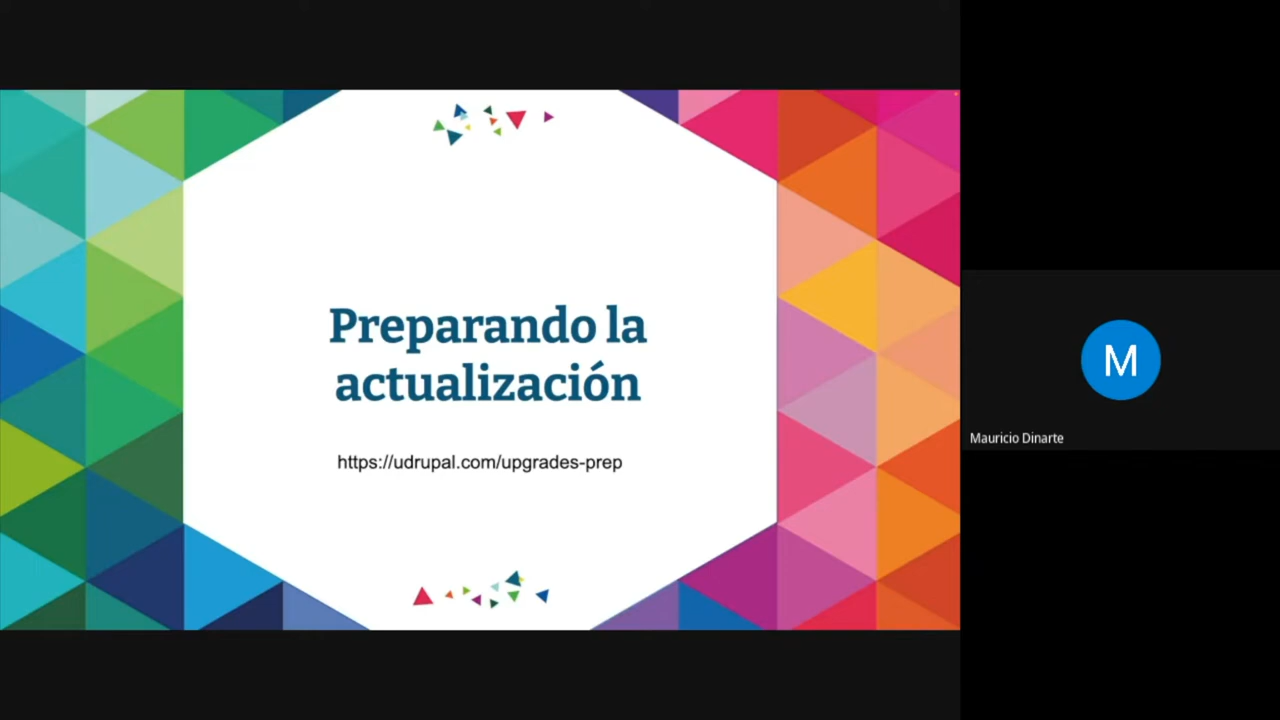 Preparando la
actualización
https://udrupal.com/upgrades-prep
M
Mauricio Dinarte